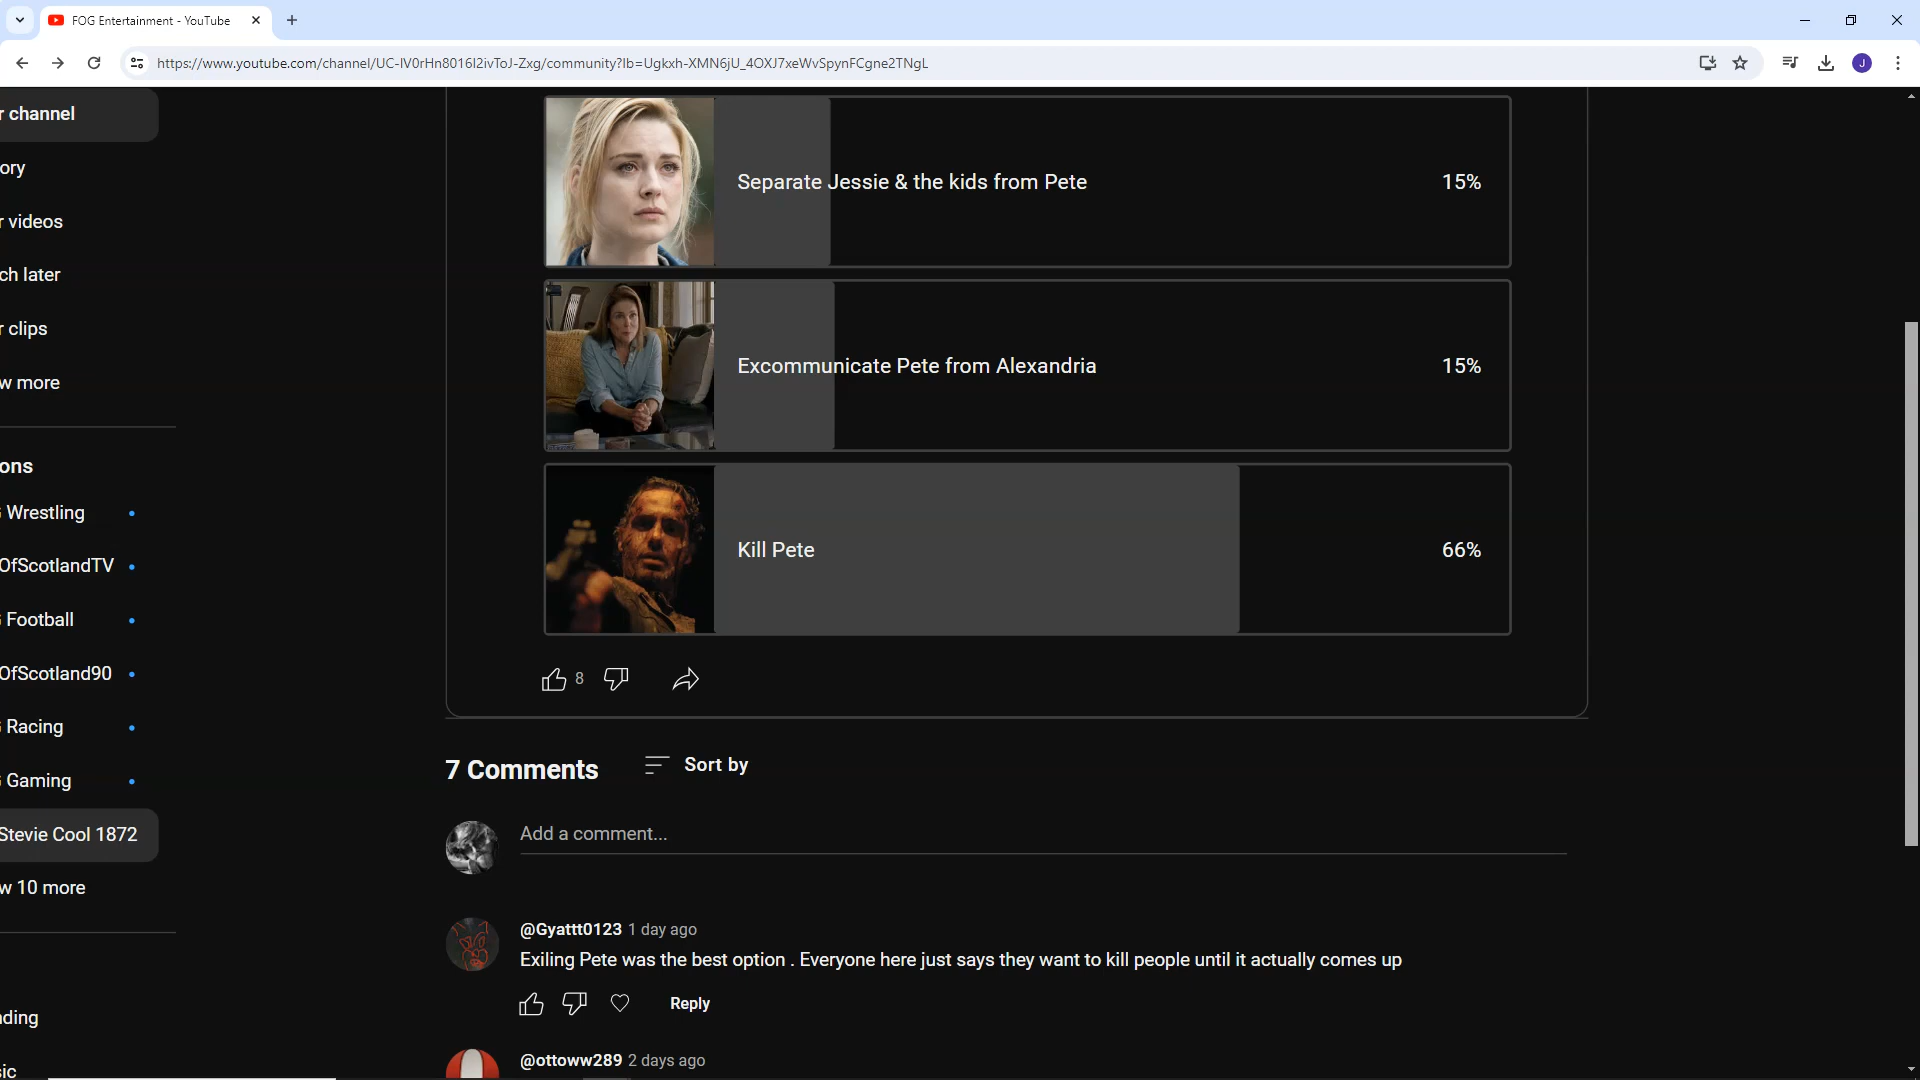 FOG Entertainment - YouTube
https://www.youtube.com/channel/UC-IV0rHn8016I2ivToJ-Zxg/community?lb=Ugkxh-XMN6jU_4OXJ7xeWvSpynFCgne2TNgL
J
r channel
ory
r videos
ch later
r clips
w more
ons
Wrestling
OfScotlandTV
Football
OfScotland90
Racing
Gaming
Stevie Cool 1872
w 10 more
ding
sic
Separate Jessie & the kids from Pete 15%
Excommunicate Pete from Alexandria 15%
Kill Pete 66%
8
7 Comments Sort by
Add a comment...
@Gyattt0123 1 day ago
Exiling Pete was the best option . Everyone here just says they want to kill people until it actually comes up
Reply
@ottoww289 2 days ago